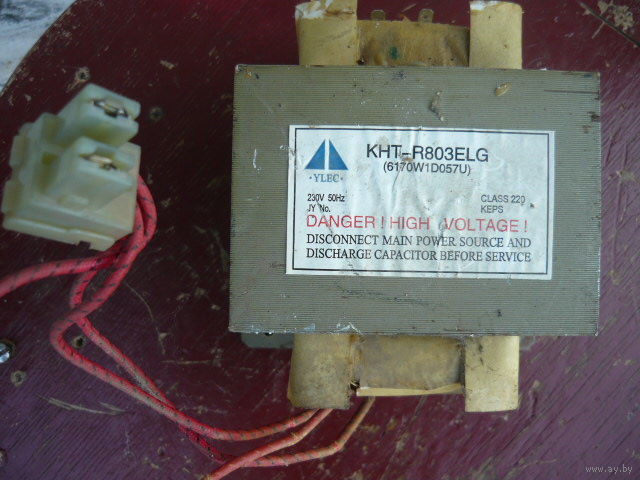 KHT-R803ELG
(6170W1D057U)
YLEC
230V 50Hz CLASS 220
JY No. KEPS
DANGER ! HIGH VOLTAGE !
DISCONNECT MAIN POWER SOURCE AND
DISCHARGE CAPACITOR BEFORE SERVICE
www.ay.by